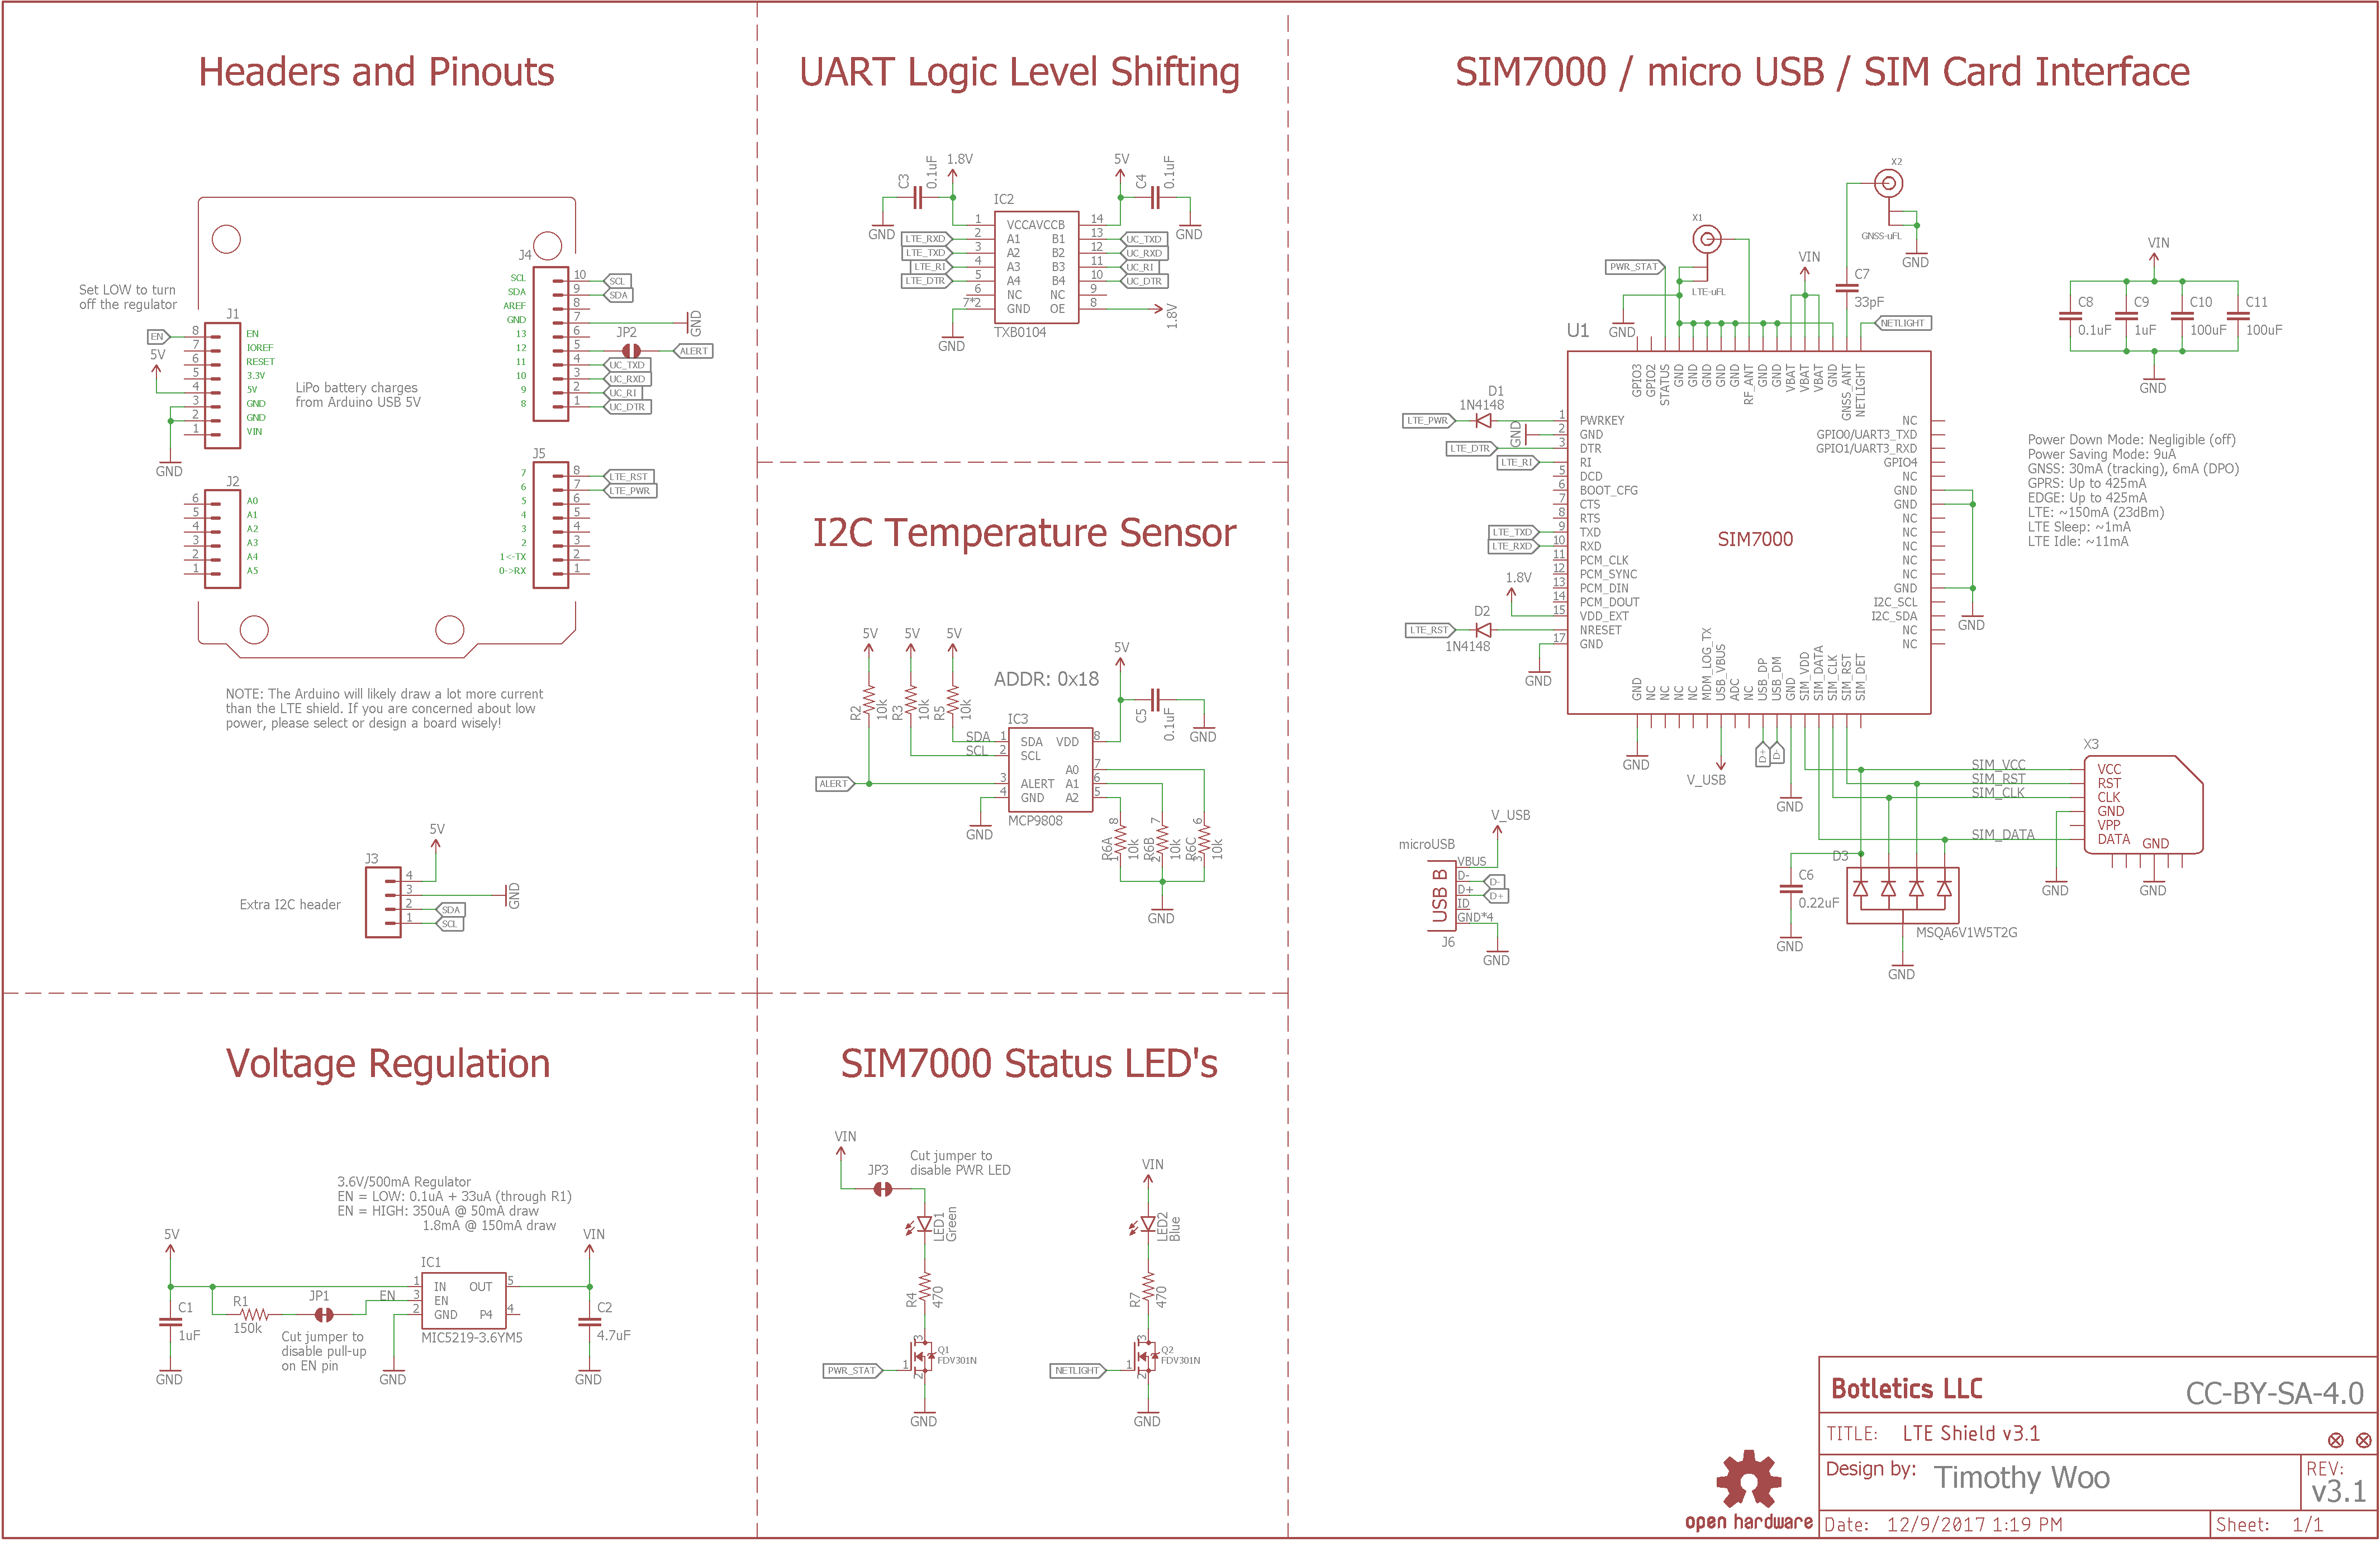 Headers and Pinouts
Set LOW to turn
off the regulator
J1
EN
8 EN
7 IOREF
6 RESET
5 3.3V
4 5V
3 GND
2 GND
1 VIN
5V
GND
LiPo battery charges
from Arduino USB 5V
J4
SCL 10 SCL
SDA 9 SDA
AREF 8
GND 7 GND
13 6
12 5 JP2 ALERT
11 4 UC_TXD
10 3 UC_RXD
9 2 UC_RI
8 1 UC_DTR
J2
6 A0
5 A1
4 A2
3 A3
2 A4
1 A5
J5
7 8 LTE_RST
6 7 LTE_PWR
5 6
4 5
3 4
2 3
1<-TX 2
0->RX 1
NOTE: The Arduino will likely draw a lot more current
than the LTE shield. If you are concerned about low
power, please select or design a board wisely!
Extra I2C header
J3
5V
4
3 GND
2 SDA
1 SCL
UART Logic Level Shifting
C3 0.1uF 1.8V
GND
5V C4 0.1uF
GND
IC2
1 VCCA VCCB 14
LTE_RXD 2 A1 B1 13 UC_TXD
LTE_TXD 3 A2 B2 12 UC_RXD
LTE_RI 4 A3 B3 11 UC_RI
LTE_DTR 5 A4 B4 10 UC_DTR
6 NC NC 9
7*2 GND OE 8 1.8V
GND
TXB0104
I2C Temperature Sensor
5V 5V 5V
R2 10k R3 10k R5 10k
ADDR: 0x18
5V
C5 0.1uF
GND
IC3
SDA 1 SDA VDD 8
SCL 2 SCL
A0 7
ALERT 3 ALERT A1 6
4 GND A2 5
GND
MCP9808
8 R6A 1 10k
7 R6B 2 10k
6 R6C 3 10k
GND
SIM7000 / micro USB / SIM Card Interface
X1
LTE-uFL
PWR_STAT
GND
X2
GNSS-uFL
GND
C7
33pF
VIN
NETLIGHT
VIN
C8 0.1uF
C9 1uF
C10 100uF
C11 100uF
GND
U1
SIM7000
GPIO3
GPIO2
STATUS
GND
GND
GND
GND
GND
RF_ANT
GND
GND
VBAT
VBAT
VBAT
GND
GNSS_ANT
NETLIGHT
D1
1N4148
LTE_PWR 1 PWRKEY
GND 2 GND
LTE_DTR 3 DTR
LTE_RI RI
5 DCD
6 BOOT_CFG
7 CTS
8 RTS
LTE_TXD 9 TXD
LTE_RXD 10 RXD
11 PCM_CLK
12 PCM_SYNC
13 PCM_DIN
14 PCM_DOUT
1.8V 15 VDD_EXT
LTE_RST D2 1N4148 NRESET
17 GND
GND
NC
GPIO0/UART3_TXD
GPIO1/UART3_RXD
GPIO4
NC
GND
GND
NC
NC
NC
NC
NC
GND
I2C_SCL
I2C_SDA
NC
NC
GND
GND
NC
NC
NC
NC
MDM_LOG_TX
USB_VBUS
ADC
NC
USB_DP
USB_DM
GND
SIM_VDD
SIM_DATA
SIM_CLK
SIM_RST
SIM_DET
GND
V_USB
D+
D-
GND
Power Down Mode: Negligible (off)
Power Saving Mode: 9uA
GNSS: 30mA (tracking), 6mA (DPO)
GPRS: Up to 425mA
EDGE: Up to 425mA
LTE: ~150mA (23dBm)
LTE Sleep: ~1mA
LTE Idle: ~11mA
X3
SIM_VCC VCC
SIM_RST RST
SIM_CLK CLK
GND
VPP
SIM_DATA DATA GND
GND
GND
D3
C6
0.22uF
GND
MSQA6V1W5T2G
GND
microUSB
V_USB
USB B
VBUS
D- D-
D+ D+
ID
GND*4
J6
GND
Voltage Regulation
3.6V/500mA Regulator
EN = LOW: 0.1uA + 33uA (through R1)
EN = HIGH: 350uA @ 50mA draw
1.8mA @ 150mA draw
5V
C1
1uF
GND
R1
150k
JP1
Cut jumper to
disable pull-up
on EN pin
EN
IC1
1 IN OUT 5
3 EN
2 GND P4 4
MIC5219-3.6YM5
GND
VIN
C2
4.7uF
GND
SIM7000 Status LED's
VIN
JP3
Cut jumper to
disable PWR LED
LED1
Green
R4
470
PWR_STAT 1
3
Q1
FDV301N
2
GND
VIN
LED2
Blue
R7
470
NETLIGHT 1
3
Q2
FDV301N
2
GND
open hardware
Botletics LLC CC-BY-SA-4.0
TITLE: LTE Shield v3.1
Design by: Timothy Woo
REV:
v3.1
Date: 12/9/2017 1:19 PM
Sheet: 1/1